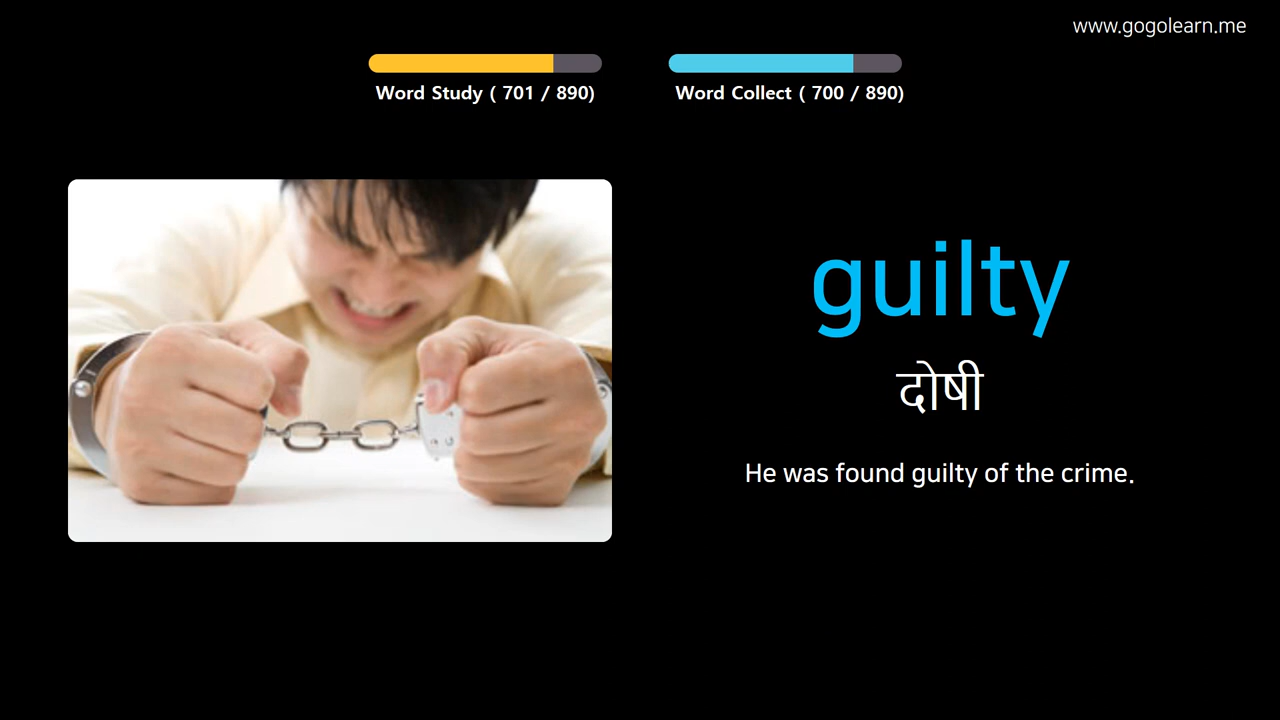 www.gogolearn.me
Word Study ( 701 / 890)
Word Collect ( 700 / 890)
guilty
दोषी
He was found guilty of the crime.